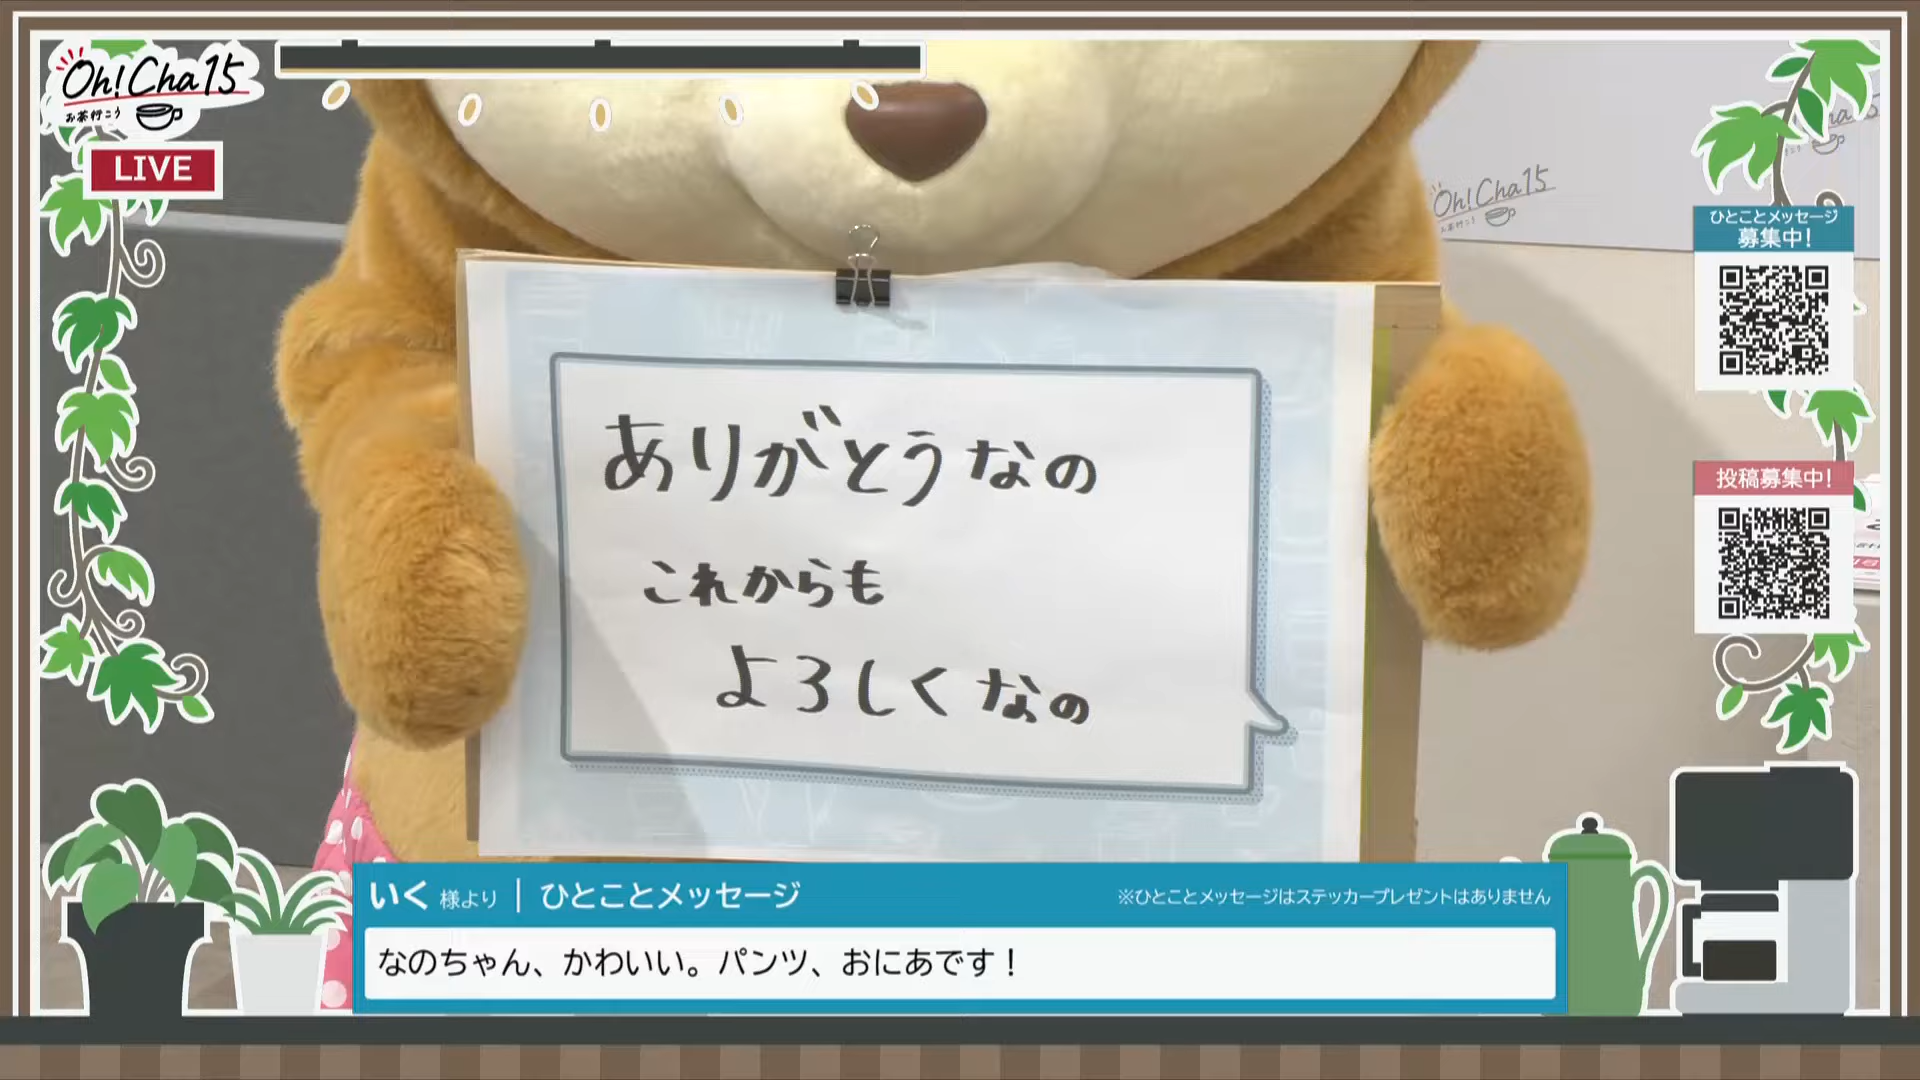 Oh!Cha15
お茶行こう
LIVE
Oh!Cha15
ひとことメッセージ
募集中!
投稿募集中!
ありがとうなの
これからも
よろしくなの
いく 様より | ひとことメッセージ
※ひとことメッセージはステッカープレゼントはありません
なのちゃん、かわいい。パンツ、おにあです！